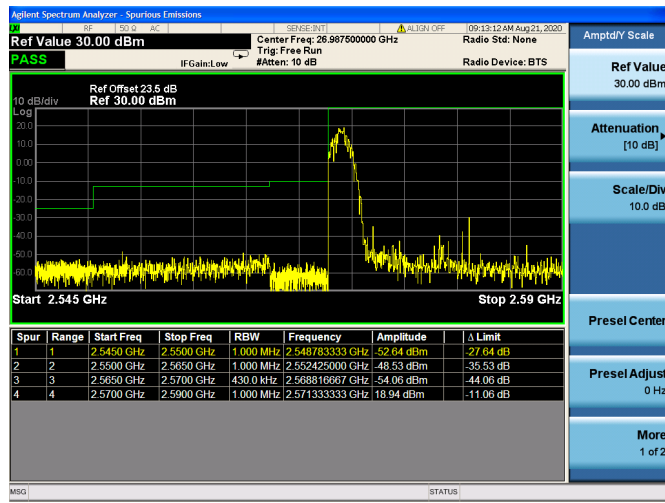 Agilent Spectrum Analyzer - Spurious Emissions
RF 50 Ω AC SENSE:INT ALIGN OFF 09:13:12 AM Aug 21, 2020
Ref Value 30.00 dBm
Center Freq: 26.987500000 GHz
Radio Std: None
Trig: Free Run
PASS
IFGain:Low
#Atten: 10 dB
Radio Device: BTS
Ref Offset 23.5 dB
10 dB/div Ref 30.00 dBm
Log
20.0
10.0
0.00
-10.0
-20.0
-30.0
-40.0
-50.0
-60.0
Start 2.545 GHz
Stop 2.59 GHz
Spur Range Start Freq Stop Freq RBW Frequency Amplitude Δ Limit
1 1 2.5450 GHz 2.5500 GHz 1.000 MHz 2.548783333 GHz -52.64 dBm -27.64 dB
2 2 2.5500 GHz 2.5650 GHz 1.000 MHz 2.552425000 GHz -48.53 dBm -35.53 dB
3 3 2.5650 GHz 2.5700 GHz 430.0 kHz 2.568816667 GHz -54.06 dBm -44.06 dB
4 4 2.5700 GHz 2.5900 GHz 1.000 MHz 2.571333333 GHz 18.94 dBm -11.06 dB
MSG
STATUS
Amptd/Y Scale
Ref Value
30.00 dBm
Attenuation
[10 dB]
Scale/Div
10.0 dB
Presel Center
Presel Adjust
0 Hz
More
1 of 2